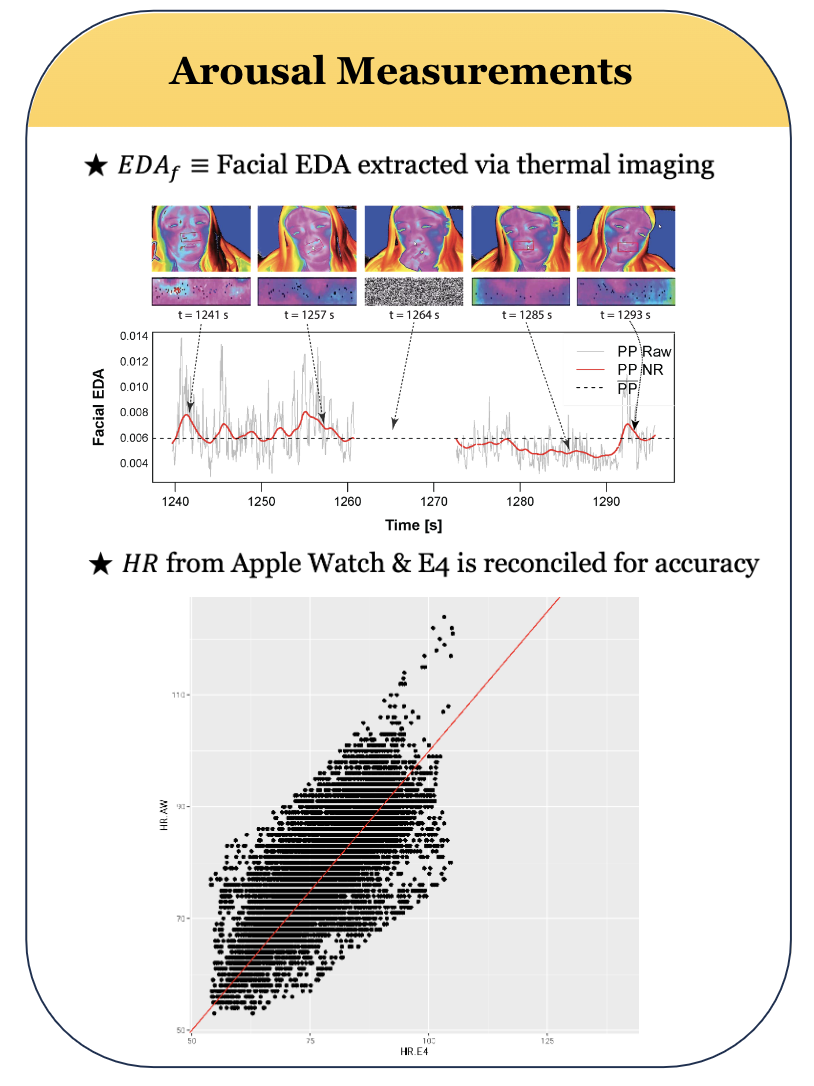 Arousal Measurements
★ EDA_f ≡ Facial EDA extracted via thermal imaging
t = 1241 s t = 1257 s t = 1264 s t = 1285 s t = 1293 s
0.014
0.012
0.010
0.008
0.006
0.004
Facial EDA
PP Raw
PP NR
P̅P̅
1240 1250 1260 1270 1280 1290
Time [s]
★ HR from Apple Watch & E4 is reconciled for accuracy
110
90
70
50
HR.AW
50 75 100 125
HR.E4